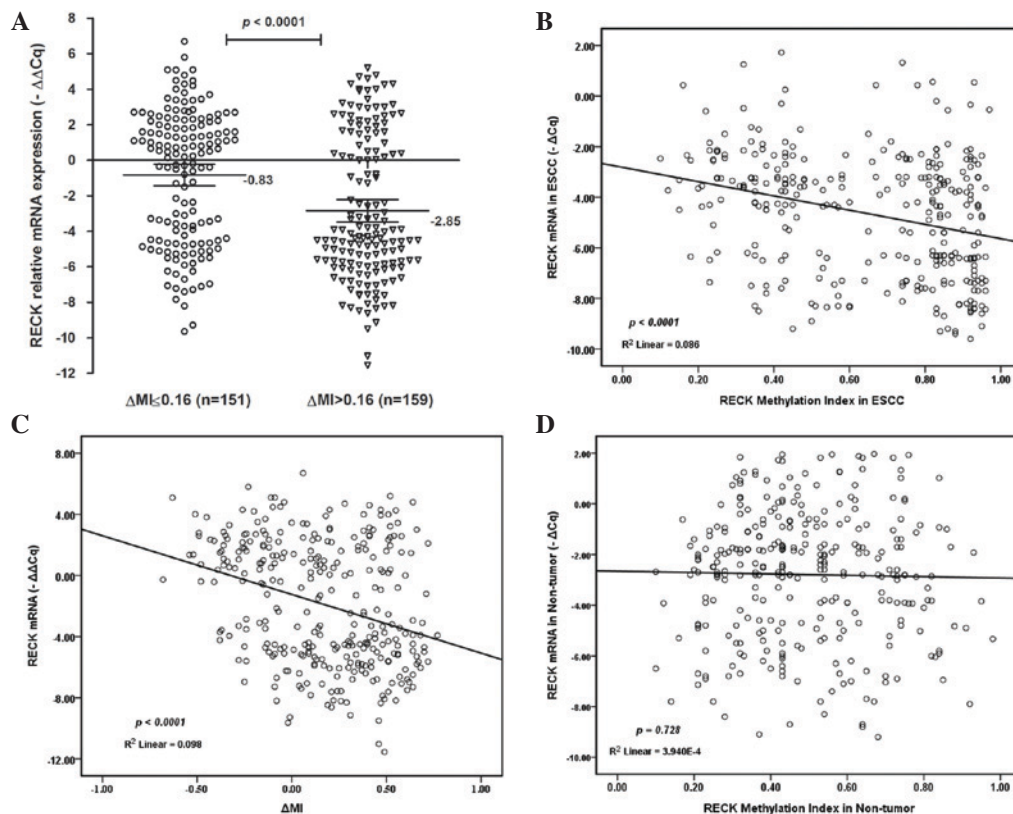 A
p < 0.0001
RECK relative mRNA expression (- ΔΔCq)
8
6
4
2
0
-2
-4
-6
-8
-10
-12
-0.83
-2.85
ΔMI≤0.16 (n=151)
ΔMI>0.16 (n=159)
B
RECK mRNA in ESCC (- ΔCq)
2.00
0.00
-2.00
-4.00
-6.00
-8.00
-10.00
p < 0.0001
R² Linear = 0.086
0.00 0.20 0.40 0.60 0.80 1.00
RECK Methylation Index in ESCC
C
RECK mRNA (- ΔΔCq)
8.00
4.00
0.00
-4.00
-8.00
-12.00
p < 0.0001
R² Linear = 0.098
-1.00 -0.50 0.00 0.50 1.00
ΔMI
D
RECK mRNA in Non-tumor (- ΔCq)
2.00
0.00
-2.00
-4.00
-6.00
-8.00
-10.00
p = 0.728
R² Linear = 3.940E-4
0.00 0.20 0.40 0.60 0.80 1.00
RECK Methylation Index in Non-tumor